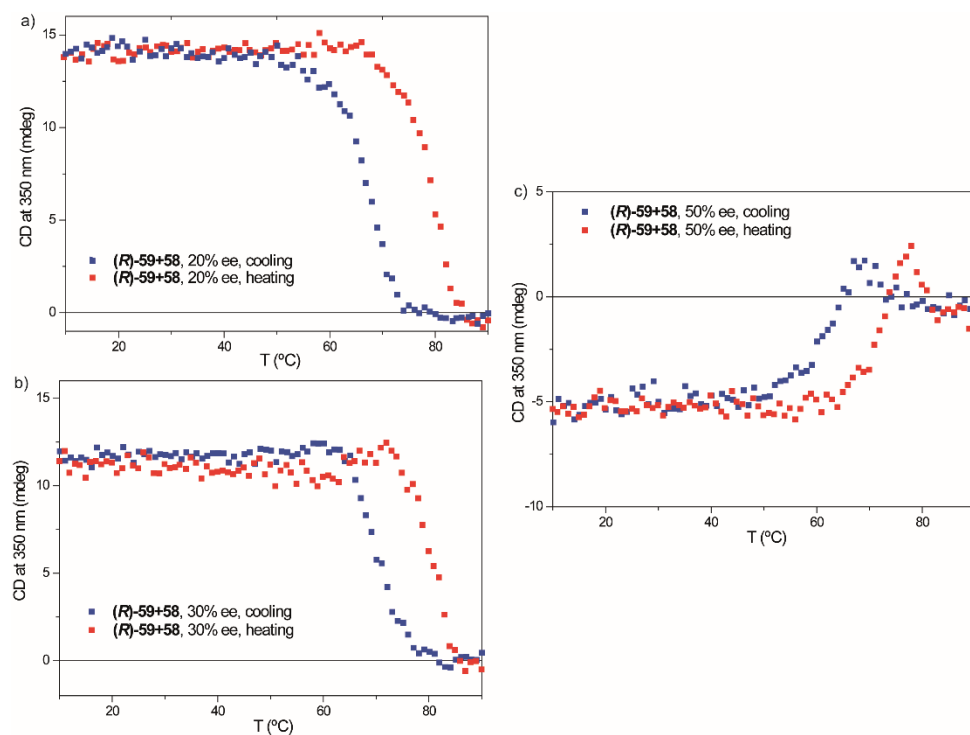 a)
15
10
5
0
CD at 350 nm (mdeg)
(R)-59+58, 20% ee, cooling
(R)-59+58, 20% ee, heating
20
40
60
80
T (ºC)
b)
15
10
5
0
CD at 350 nm (mdeg)
(R)-59+58, 30% ee, cooling
(R)-59+58, 30% ee, heating
20
40
60
80
T (ºC)
c)
5
0
-5
-10
CD at 350 nm (mdeg)
(R)-59+58, 50% ee, cooling
(R)-59+58, 50% ee, heating
20
40
60
80
T (ºC)